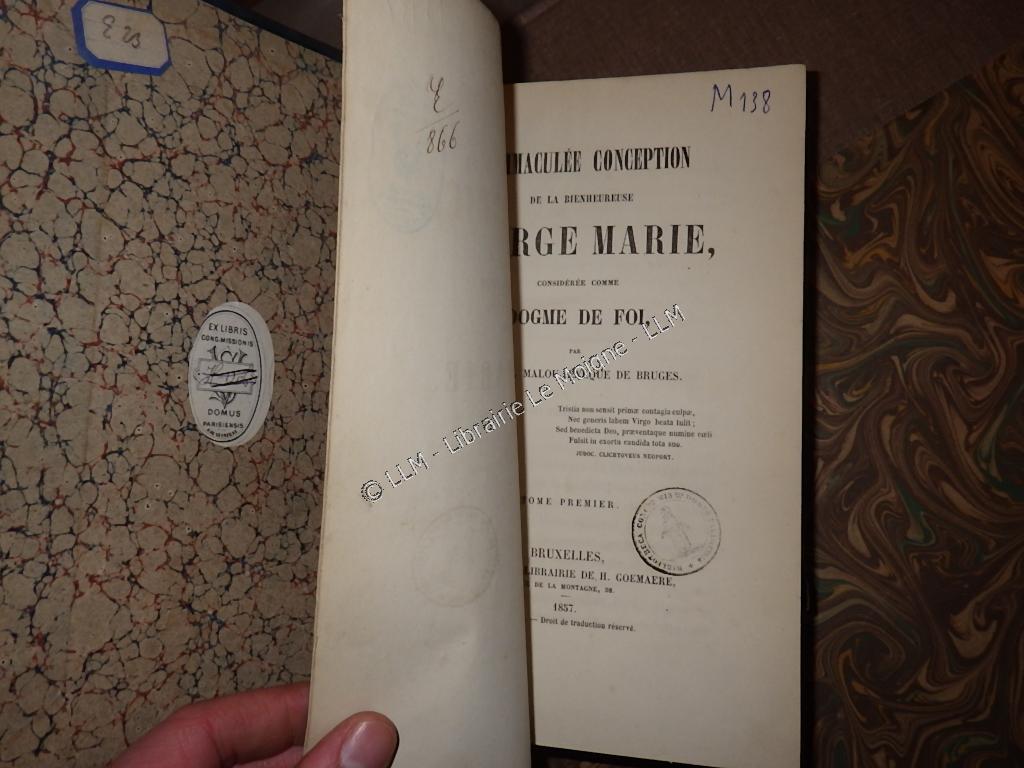 E 23
EX LIBRIS
CONG. MISSIONIS
DOMUS
PARISIENSIS
E
866
M 138
MACULÉE CONCEPTION
DE LA BIENHEUREUSE
RGE MARIE,
CONSIDÉRÉE COMME
DOGME DE FOI,
PAR
MALOU
QUE DE BRUGES.
Tristia non sensit primæ contagia culpæ,
Nec generis labem Virgo beata tulit ;
Sed benedicta Deo, præventaque numine cœli
Fulsit in exortu candida tota suo.
JUDOC. CLICHTOVEUS NEOPORT.
TOME PREMIER.
BRUXELLES,
LIBRAIRIE DE H. GOEMAERE,
DE LA MONTAGNE, 52.
1857.
— Droit de traduction réservé.
© LLM - Librairie Le Moigne - LLM